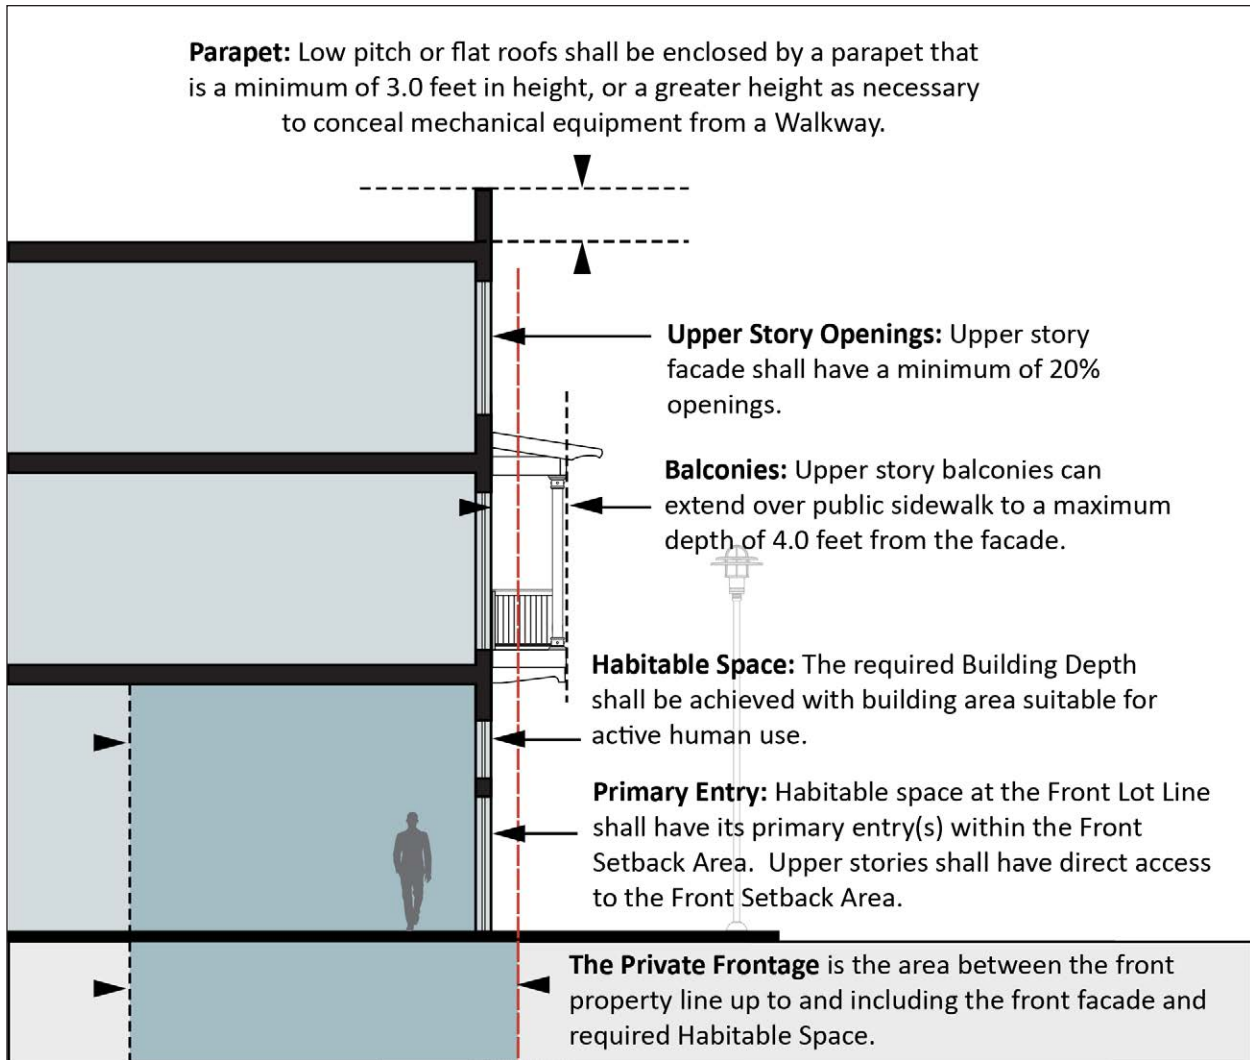 Parapet: Low pitch or flat roofs shall be enclosed by a parapet that
is a minimum of 3.0 feet in height, or a greater height as necessary
to conceal mechanical equipment from a Walkway.
Upper Story Openings: Upper story
facade shall have a minimum of 20%
openings.
Balconies: Upper story balconies can
extend over public sidewalk to a maximum
depth of 4.0 feet from the facade.
Habitable Space: The required Building Depth
shall be achieved with building area suitable for
active human use.
Primary Entry: Habitable space at the Front Lot Line
shall have its primary entry(s) within the Front
Setback Area. Upper stories shall have direct access
to the Front Setback Area.
The Private Frontage is the area between the front
property line up to and including the front facade and
required Habitable Space.